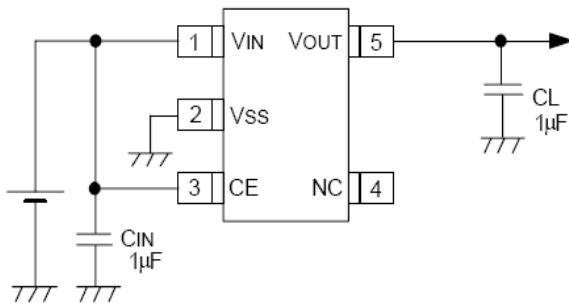 1 VIN VOUT 5
2 VSS
CL
1µF
3 CE NC 4
CIN
1µF